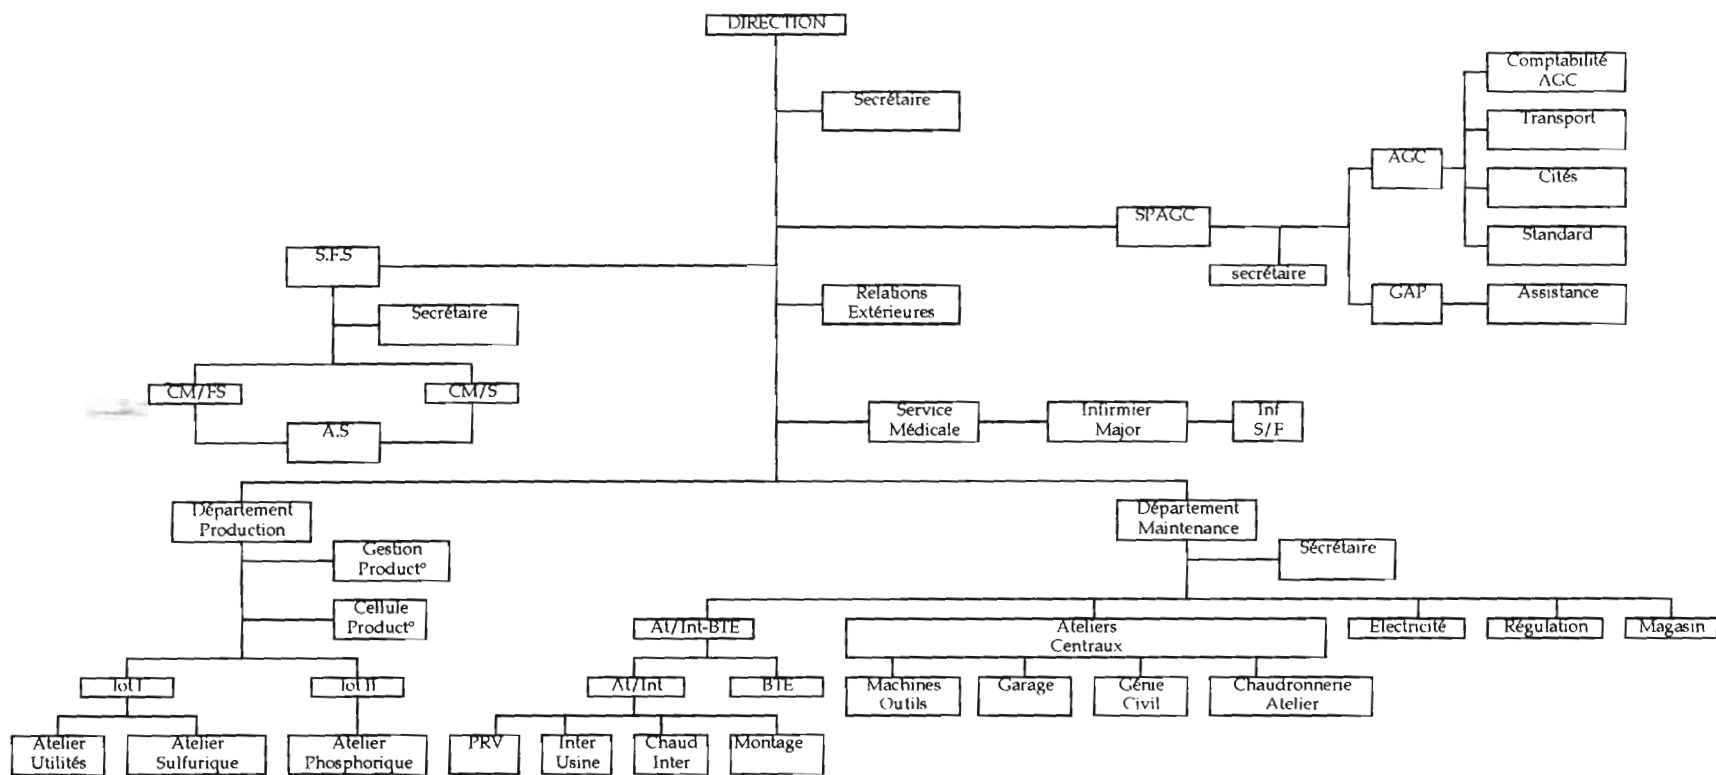 DIRECTION
Secrétaire
Comptabilité
AGC
Transport
AGC
Cités
SPAGC
Standard
secrétaire
GAP
Assistance
S.F.S
Relations
Extérieures
Secrétaire
CM/FS
CM/S
A.S
Service
Médicale
Infirmier
Major
Inf
S/F
Département
Production
Département
Maintenance
Gestion
Product°
Sécrétaire
Cellule
Product°
At/Int-BTE
Ateliers
Centraux
Electricité
Régulation
Magasin
Iot I
Iot II
At/Int
BTE
Machines
Outils
Garage
Génie
Civil
Chaudronnerie
Atelier
Atelier
Utilités
Atelier
Sulfurique
Atelier
Phosphorique
PRV
Inter
Usine
Chaud
Inter
Montage